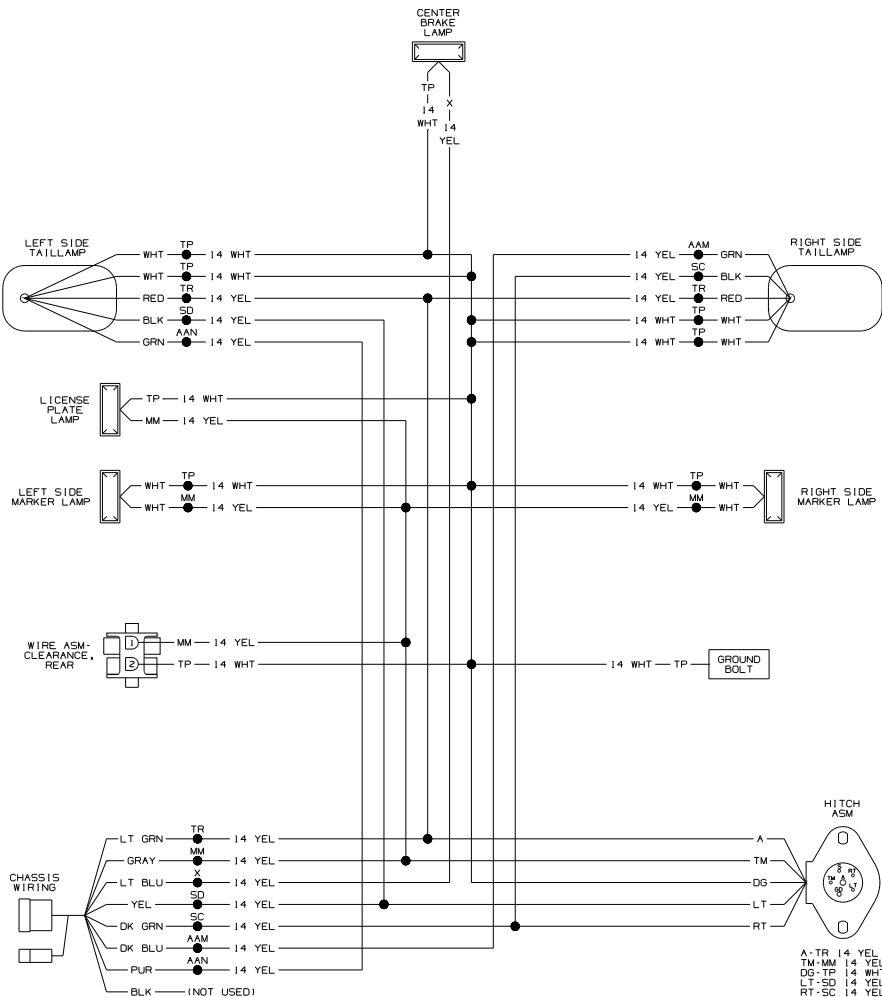 CENTER
BRAKE
LAMP
TP X
14 14
WHT YEL
LEFT SIDE
TAILLAMP
WHT TP 14 WHT
WHT TP 14 WHT
RED TR 14 YEL
BLK SD 14 YEL
GRN AAN 14 YEL
RIGHT SIDE
TAILLAMP
14 YEL AAM GRN
14 YEL SC BLK
14 YEL TR RED
14 WHT TP WHT
14 WHT TP WHT
LICENSE
PLATE
LAMP
TP 14 WHT
MM 14 YEL
LEFT SIDE
MARKER LAMP
WHT TP 14 WHT
WHT MM 14 YEL
14 WHT TP WHT
14 YEL MM WHT
RIGHT SIDE
MARKER LAMP
WIRE ASM-
CLEARANCE,
REAR
1 MM 14 YEL
2 TP 14 WHT
14 WHT TP
GROUND
BOLT
CHASSIS
WIRING
LT GRN TR 14 YEL
GRAY MM 14 YEL
LT BLU X 14 YEL
YEL SD 14 YEL
DK GRN SC 14 YEL
DK BLU AAM 14 YEL
PUR AAN 14 YEL
BLK (NOT USED)
HITCH
ASM
A
TM
DG
LT
RT
RT
TM A
LT
A-TR 14 YEL
TM-MM 14 YEL
DG-TP 14 WHT
LT-SD 14 YEL
RT-SC 14 YEL